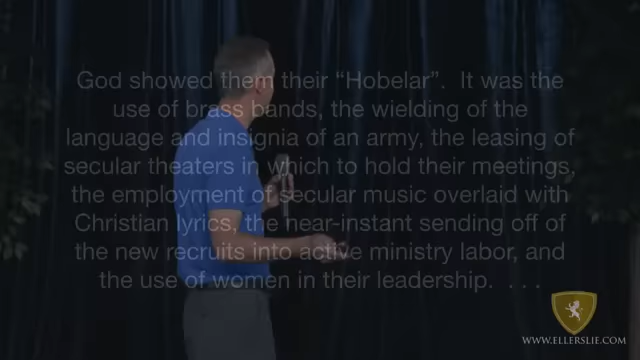 God showed them their “Hobelar”.  It was the
use of brass bands, the wielding of the
language and insignia of an army, the leasing of
secular theaters in which to hold their meetings,
the employment of secular music overlaid with
Christian lyrics, the near-instant sending off of
the new recruits into active ministry labor, and
the use of women in their leadership.  . . .
WWW.ELLERSLIE.COM